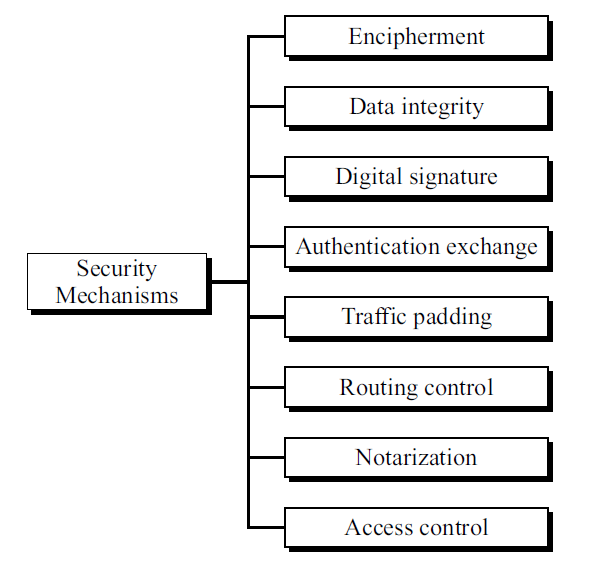 Encipherment
Data integrity
Digital signature
Authentication exchange
Security
Mechanisms
Traffic padding
Routing control
Notarization
Access control